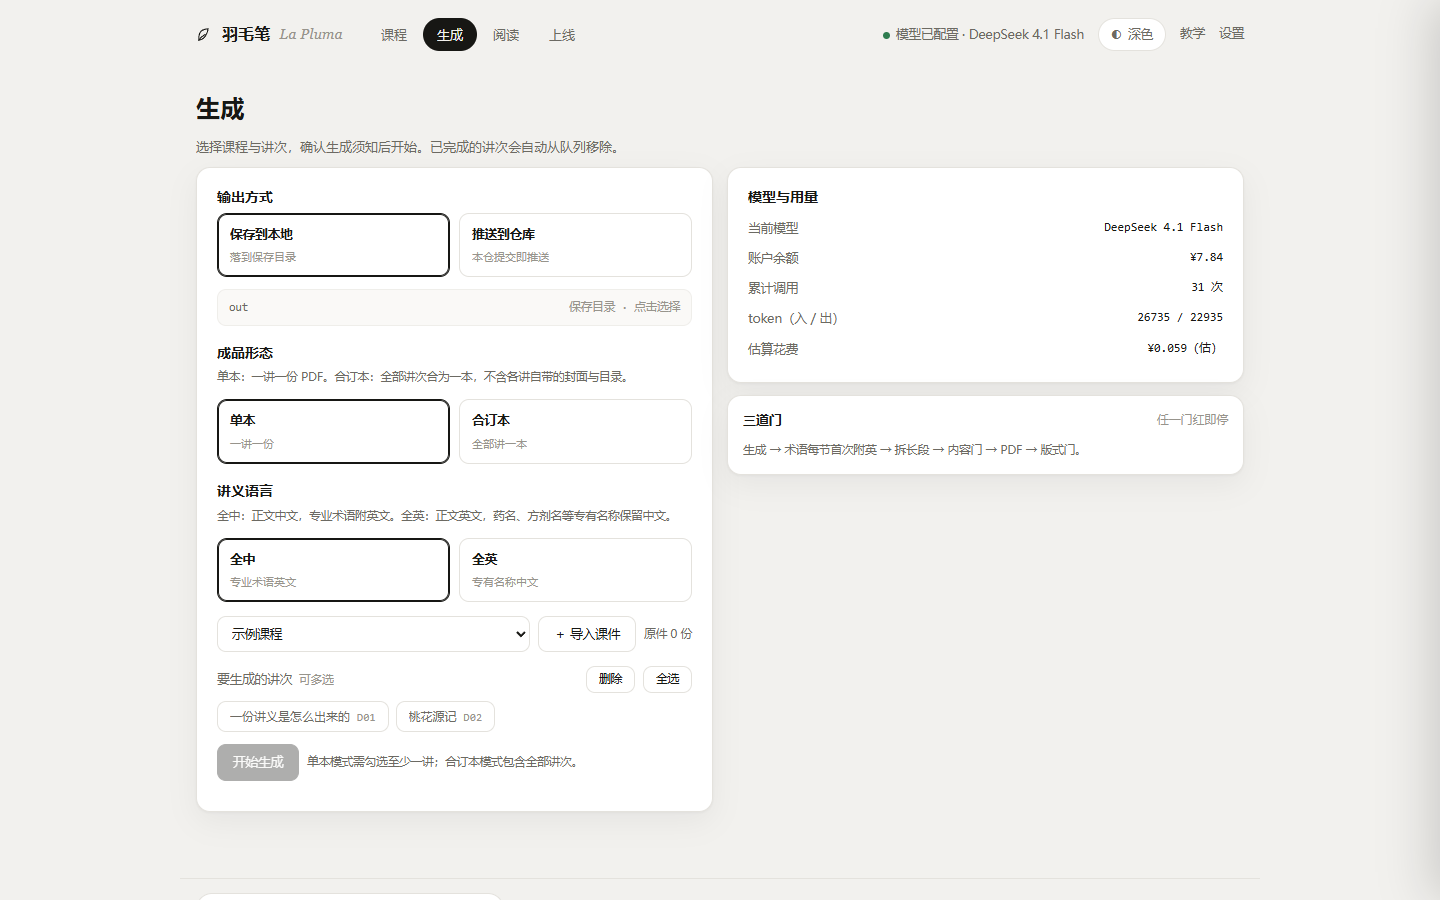 羽毛笔 La Pluma 课程 生成 阅读 上线 模型已配置 · DeepSeek 4.1 Flash 深色 教学 设置
生成
选择课程与讲次，确认生成须知后开始。已完成的讲次会自动从队列移除。
输出方式
保存到本地
落到保存目录
推送到仓库
本仓提交即推送
out 保存目录 · 点击选择
成品形态
单本：一讲一份 PDF。合订本：全部讲次合为一本，不含各讲自带的封面与目录。
单本
一讲一份
合订本
全部讲一本
讲义语言
全中：正文中文，专业术语附英文。全英：正文英文，药名、方剂名等专有名称保留中文。
全中
专业术语英文
全英
专有名称中文
示例课程 + 导入课件 原件 0 份
要生成的讲次 可多选 删除 全选
一份讲义是怎么出来的 D01 桃花源记 D02
开始生成 单本模式需勾选至少一讲；合订本模式包含全部讲次。
模型与用量
当前模型 DeepSeek 4.1 Flash
账户余额 ¥7.84
累计调用 31 次
token（入 / 出） 26735 / 22935
估算花费 ¥0.059（估）
三道门 任一门红即停
生成 → 术语每节首次附英 → 拆长段 → 内容门 → PDF → 版式门。